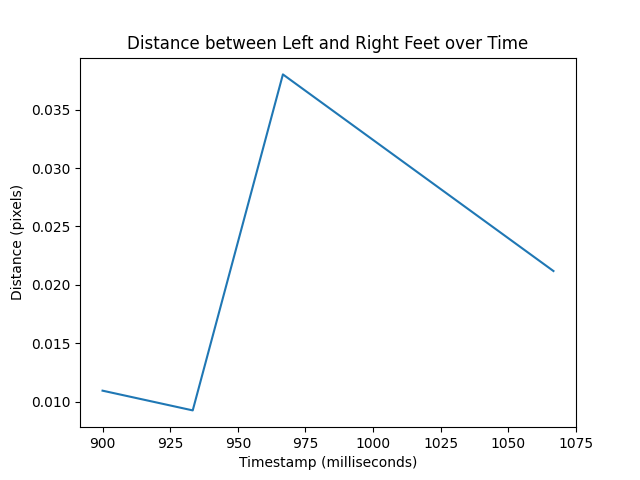 Distance between Left and Right Feet over Time
Distance (pixels)
0.035
0.030
0.025
0.020
0.015
0.010
900 925 950 975 1000 1025 1050 1075
Timestamp (milliseconds)